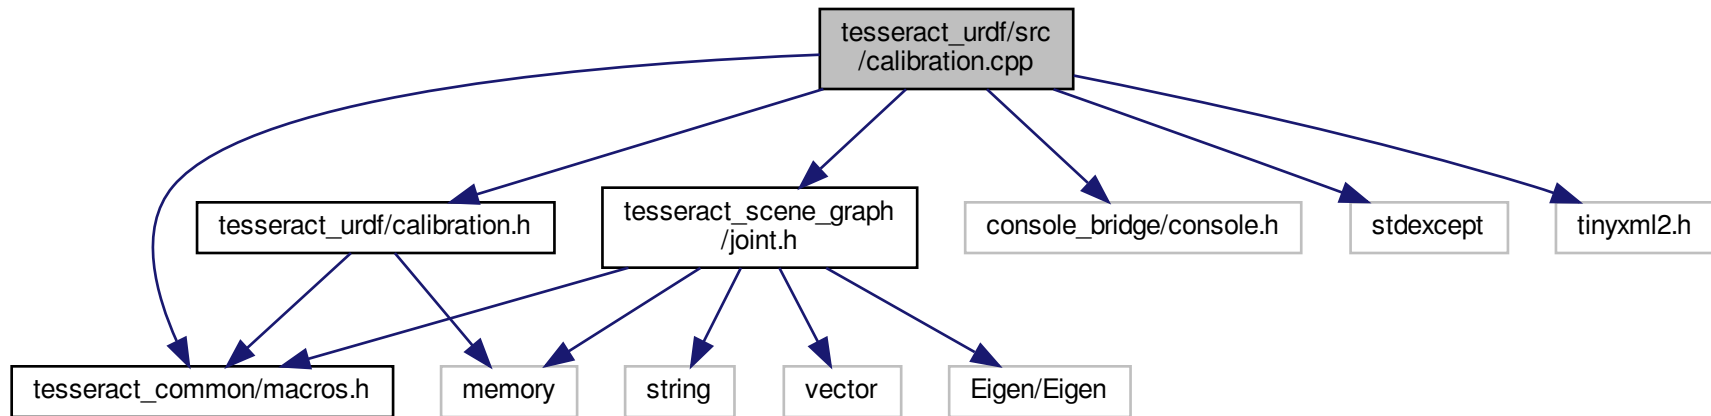 tesseract_urdf/src
/calibration.cpp
tesseract_urdf/calibration.h
tesseract_scene_graph
/joint.h
console_bridge/console.h
stdexcept
tinyxml2.h
tesseract_common/macros.h
memory
string
vector
Eigen/Eigen